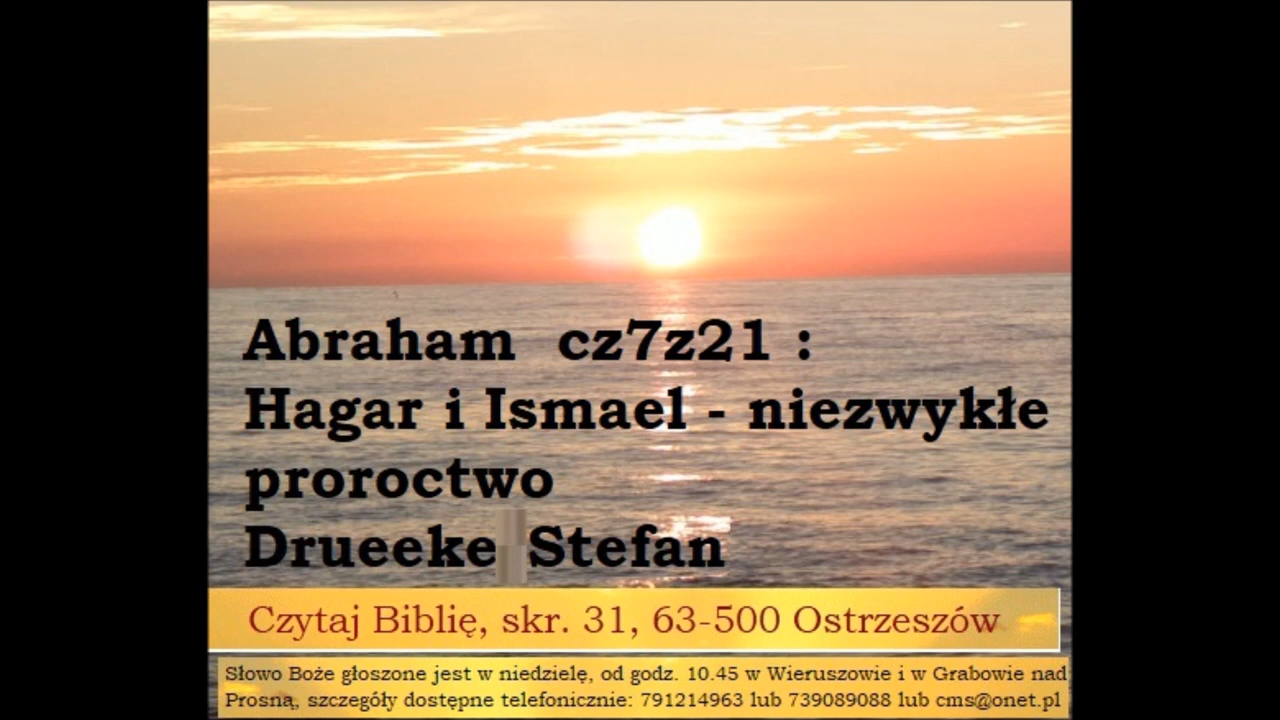 Abraham cz7z21 :
Hagar i Ismael - niezwykłe
proroctwo
Drueeke Stefan
Czytaj Biblię, skr. 31, 63-500 Ostrzeszów
Słowo Boże głoszone jest w niedzielę, od godz. 10.45 w Wieruszowie i w Grabowie nad
Prosną, szczegóły dostępne telefonicznie: 791214963 lub 739089088 lub cms@onet.pl